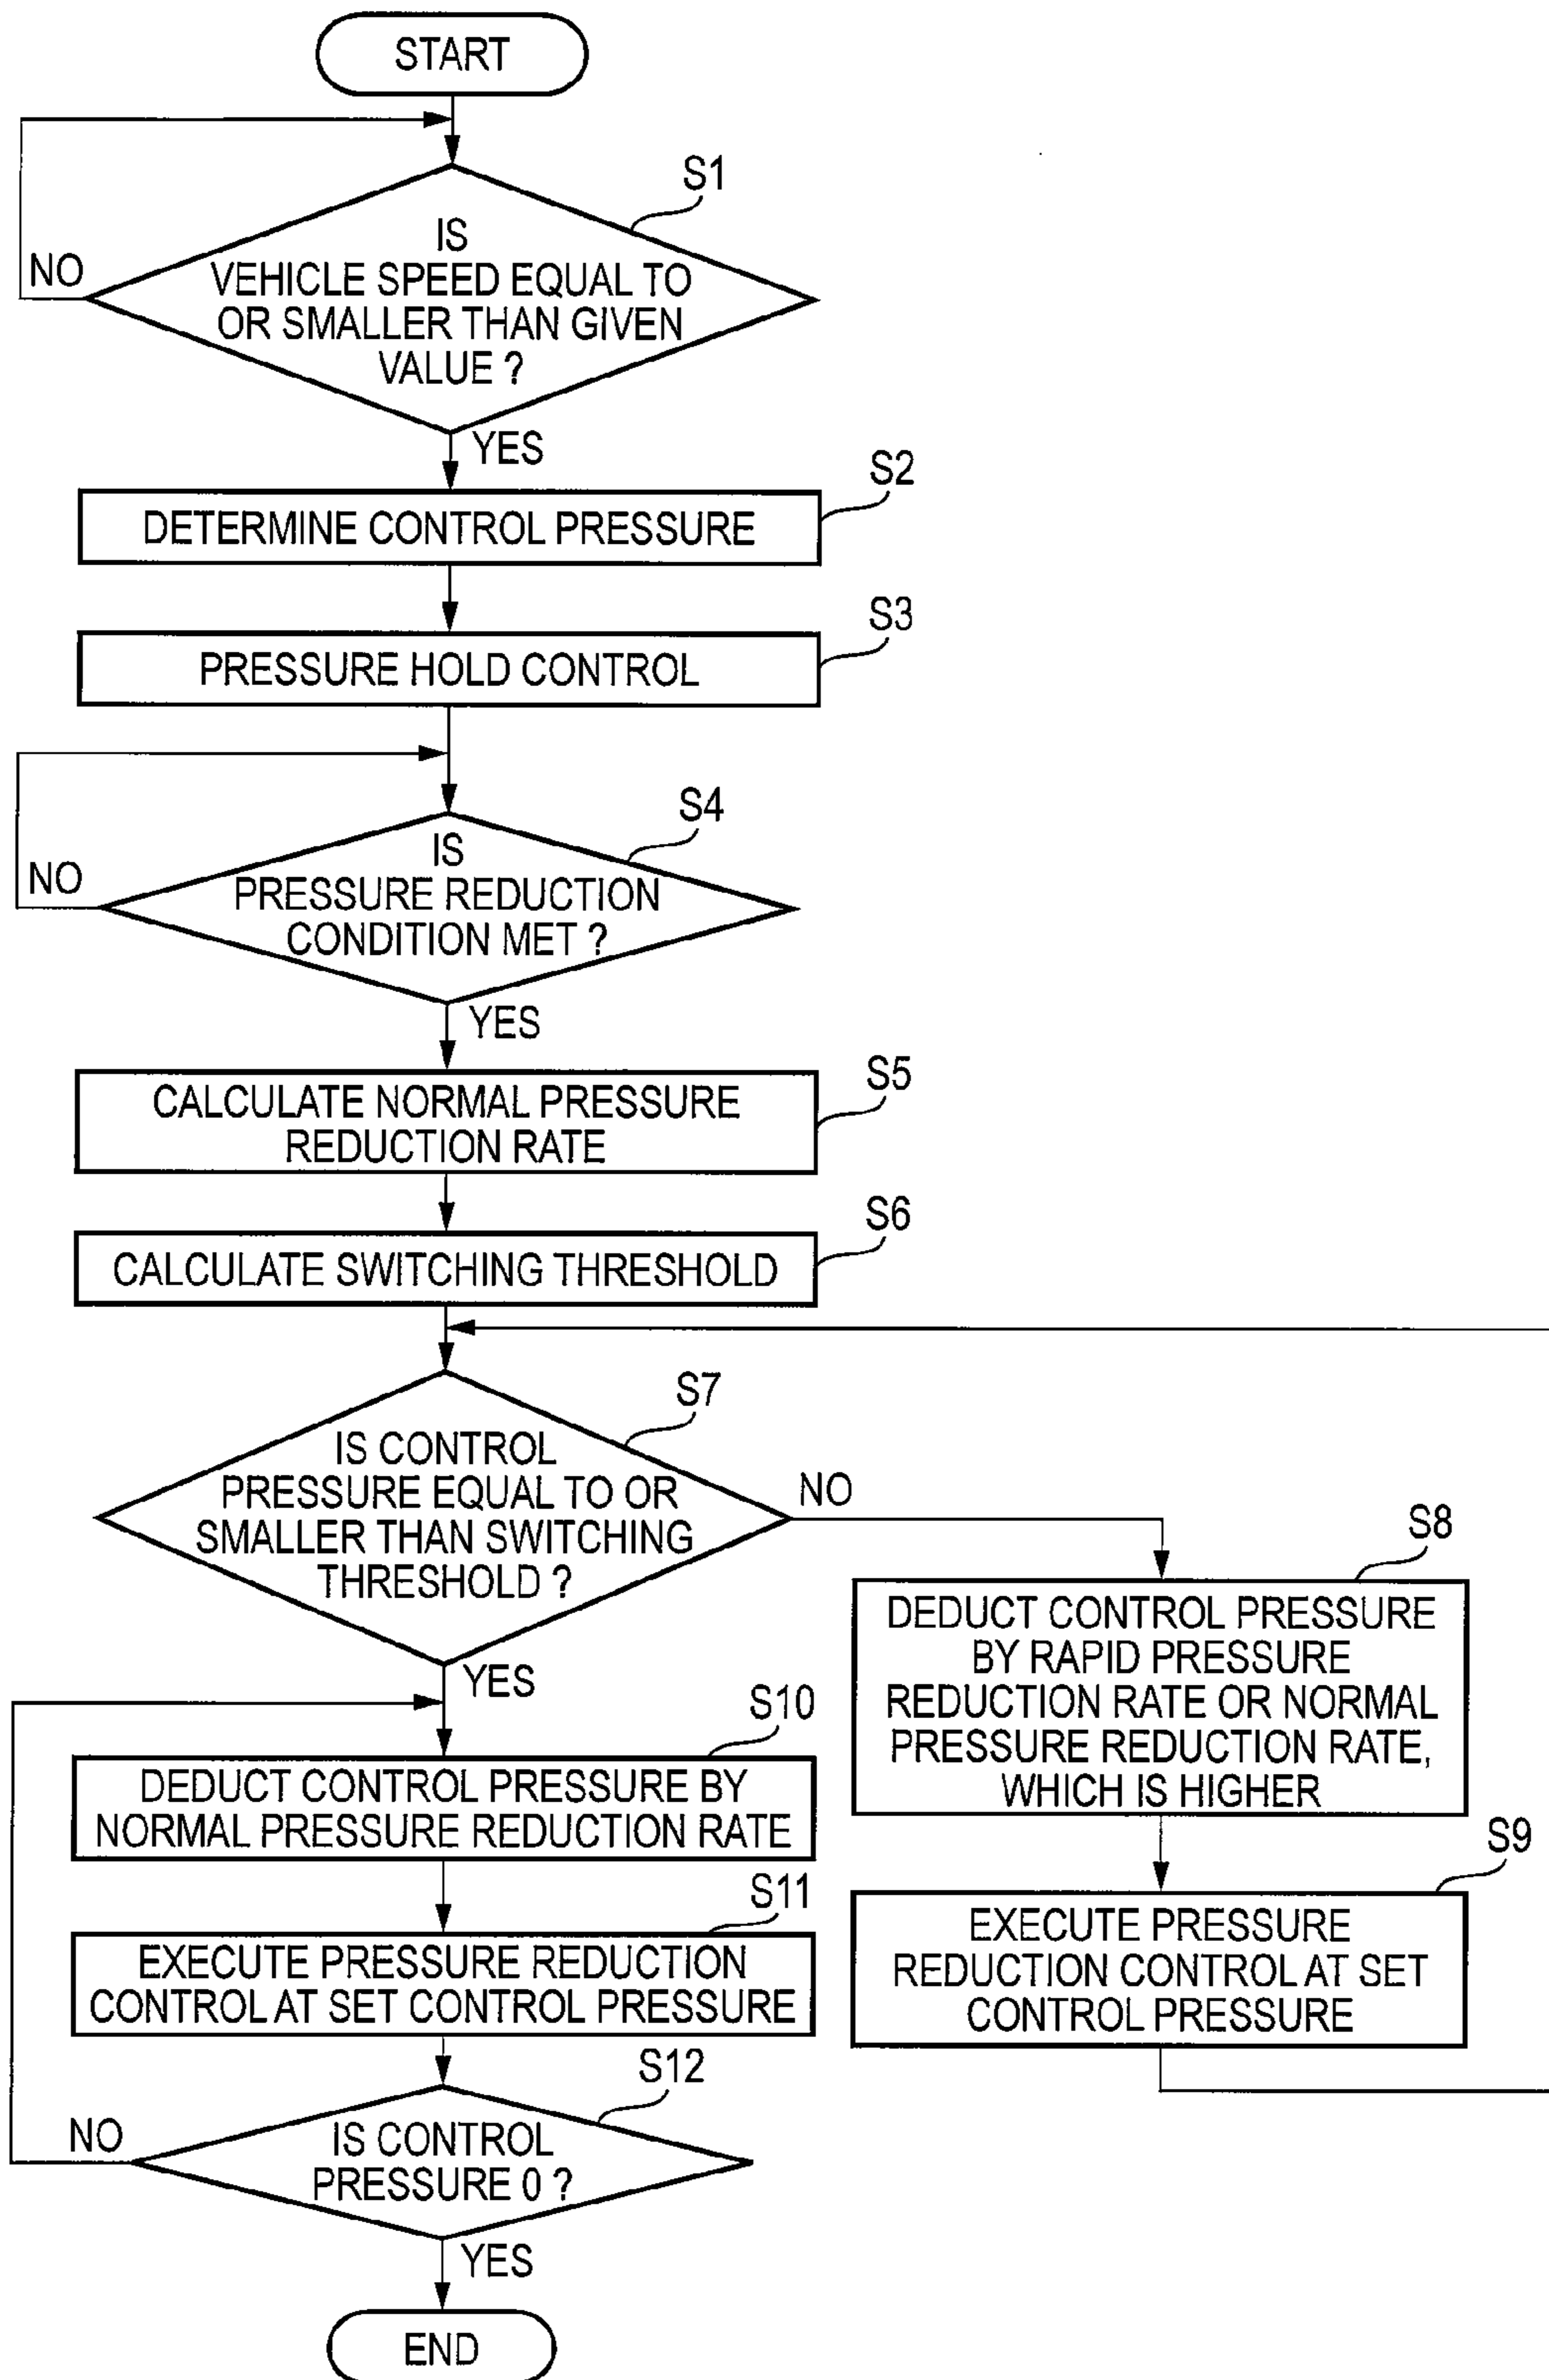 START
S1
IS
VEHICLE SPEED EQUAL TO
OR SMALLER THAN GIVEN
VALUE ?
NO
YES
S2
DETERMINE CONTROL PRESSURE
S3
PRESSURE HOLD CONTROL
S4
IS
PRESSURE REDUCTION
CONDITION MET ?
NO
YES
S5
CALCULATE NORMAL PRESSURE
REDUCTION RATE
S6
CALCULATE SWITCHING THRESHOLD
S7
IS CONTROL
PRESSURE EQUAL TO OR
SMALLER THAN SWITCHING
THRESHOLD ?
NO
YES
S8
DEDUCT CONTROL PRESSURE
BY RAPID PRESSURE
REDUCTION RATE OR NORMAL
PRESSURE REDUCTION RATE,
WHICH IS HIGHER
S9
EXECUTE PRESSURE
REDUCTION CONTROL AT SET
CONTROL PRESSURE
S10
DEDUCT CONTROL PRESSURE BY
NORMAL PRESSURE REDUCTION RATE
S11
EXECUTE PRESSURE REDUCTION
CONTROL AT SET CONTROL PRESSURE
S12
IS CONTROL
PRESSURE 0 ?
NO
YES
END